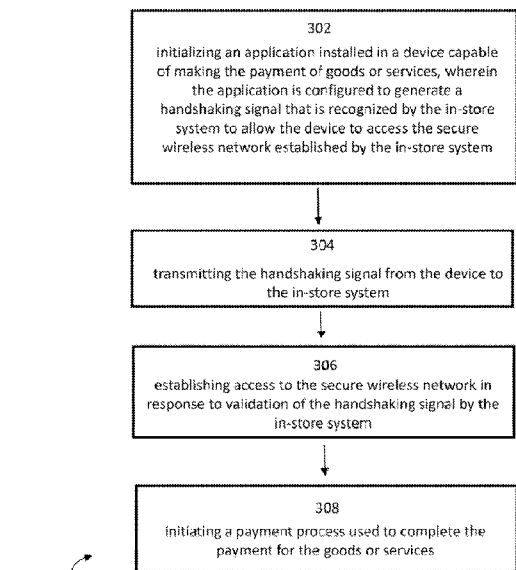 302
initializing an application installed in a device capable
of making the payment of goods or services, wherein
the application is configured to generate a
handshaking signal that is recognized by the in-store
system to allow the device to access the secure
wireless network established by the in-store system
304
transmitting the handshaking signal from the device to
the in-store system
306
establishing access to the secure wireless network in
response to validation of the handshaking signal by the
in-store system
308
initiating a payment process used to complete the
payment for the goods or services